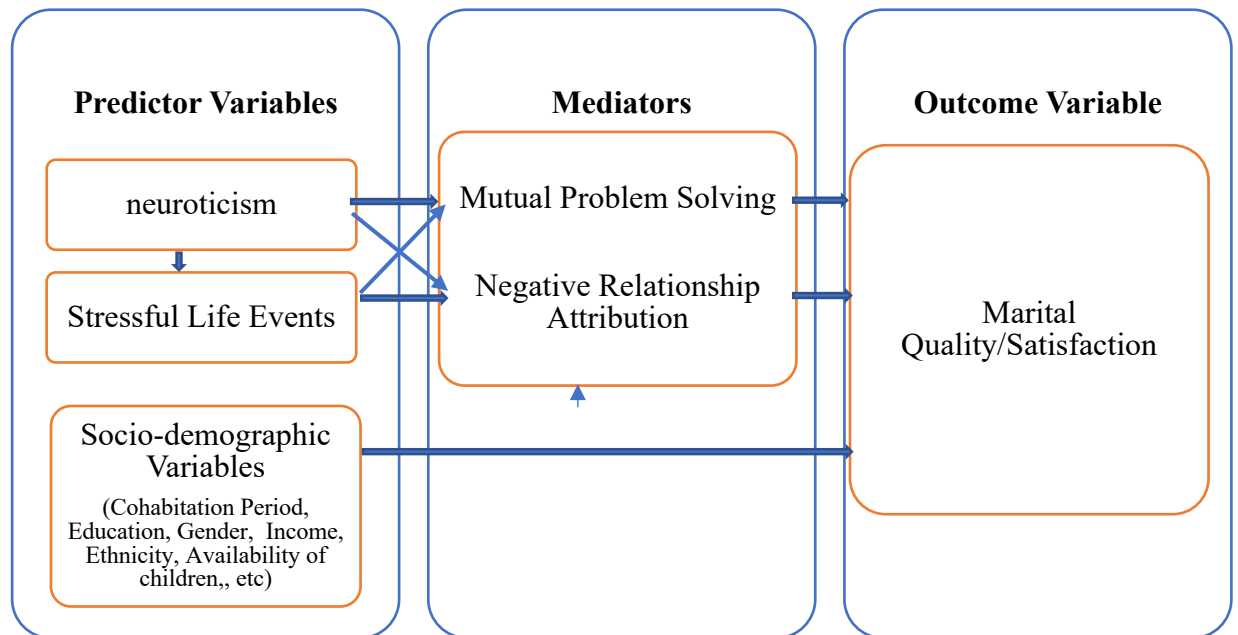 Predictor Variables
neuroticism
Stressful Life Events
Socio-demographic
Variables
(Cohabitation Period,
Education, Gender, Income,
Ethnicity, Availability of
children,, etc)
Mediators
Mutual Problem Solving
Negative Relationship
Attribution
Outcome Variable
Marital
Quality/Satisfaction